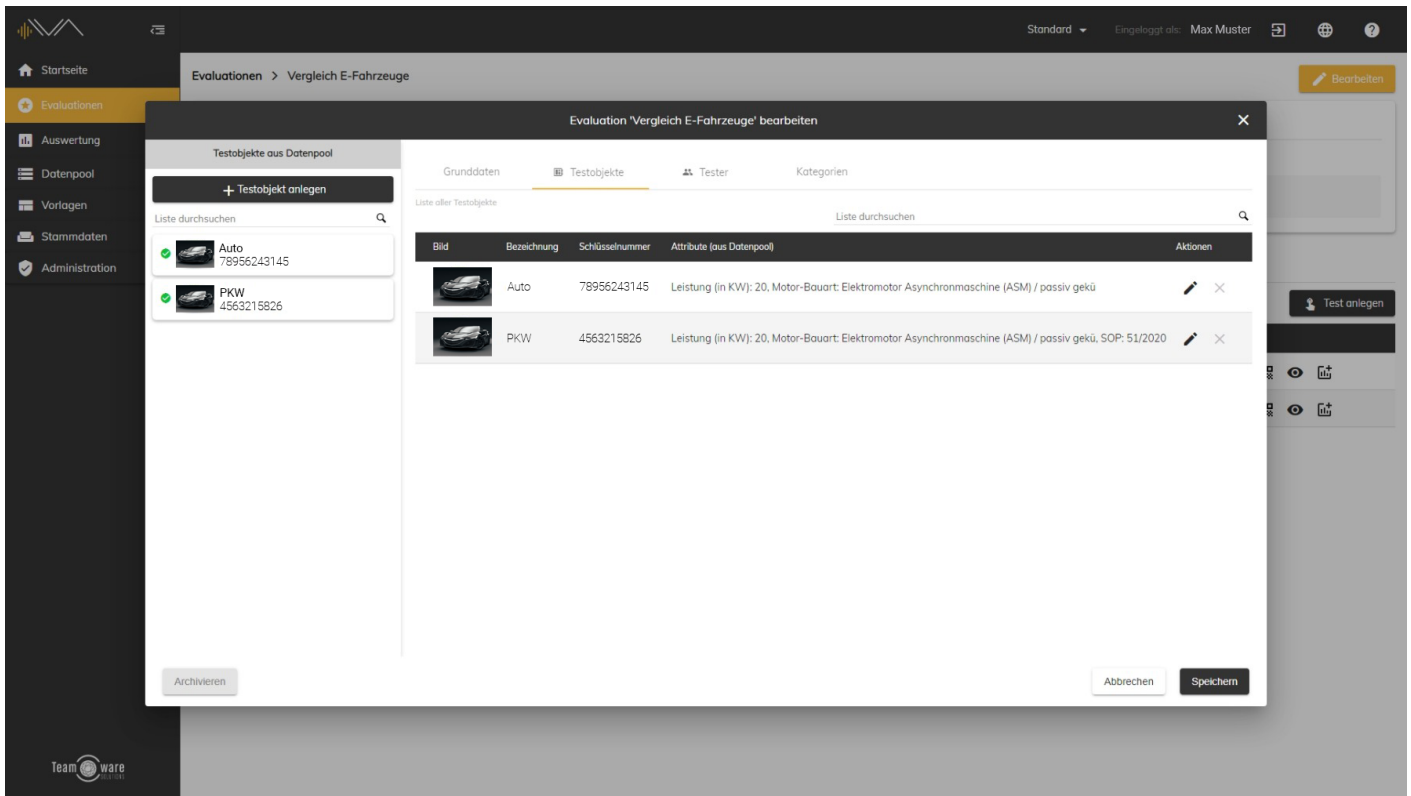 Standard Eingeloggt als: Max Muster
Startseite
Evaluationen
Auswertung
Datenpool
Vorlagen
Stammdaten
Administration
Team ware
SOLUTIONS
Evaluationen > Vergleich E-Fahrzeuge
Bearbeiten
Evaluation 'Vergleich E-Fahrzeuge' bearbeiten
Testobjekte aus Datenpool
+ Testobjekt anlegen
Liste durchsuchen
Auto
78956243145
PKW
4563215826
Grunddaten Testobjekte Tester Kategorien
Liste aller Testobjekte
Liste durchsuchen
Bild Bezeichnung Schlüsselnummer Attribute (aus Datenpool) Aktionen
Auto 78956243145 Leistung (in KW): 20, Motor-Bauart: Elektromotor Asynchronmaschine (ASM) / passiv gekü
PKW 4563215826 Leistung (in KW): 20, Motor-Bauart: Elektromotor Asynchronmaschine (ASM) / passiv gekü, SOP: 51/2020
Archivieren Abbrechen Speichern
Test anlegen